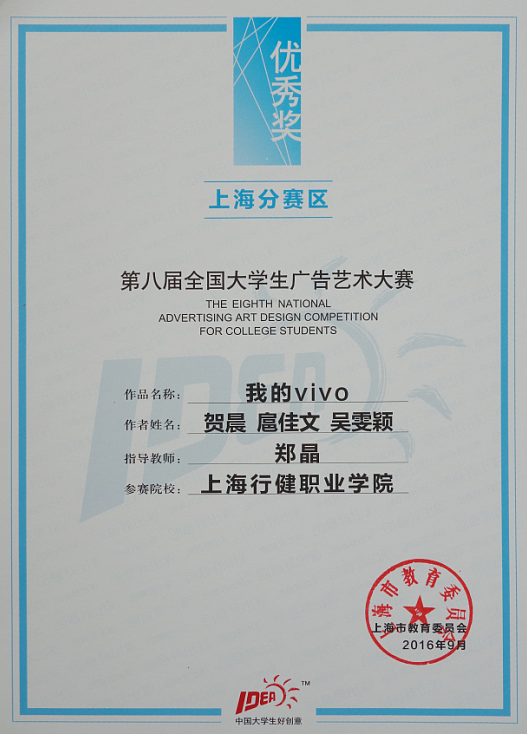 优秀奖
上海分赛区
第八届全国大学生广告艺术大赛
THE EIGHTH NATIONAL
ADVERTISING ART DESIGN COMPETITION
FOR COLLEGE STUDENTS
IDEA
作品名称： 我的vivo
作者姓名： 贺晨 扈佳文 吴雯颖
指导教师： 郑晶
参赛院校： 上海行健职业学院
上海市教育委员会
上海市教育委员会
2016年9月
IDEA TM
中国大学生好创意